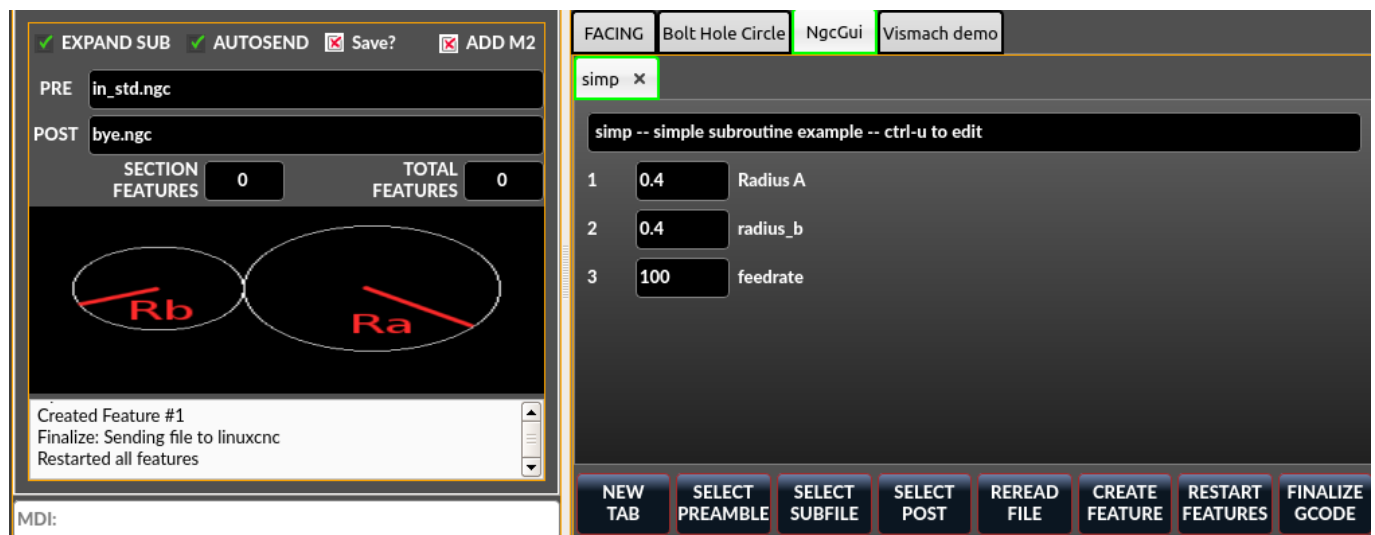 EXPAND SUB AUTOSEND Save? ADD M2
PRE in_std.ngc
POST bye.ngc
SECTION FEATURES 0 TOTAL FEATURES 0
Rb
Ra
Created Feature #1
Finalize: Sending file to linuxcnc
Restarted all features
MDI:
FACING Bolt Hole Circle NgcGui Vismach demo
simp ×
simp -- simple subroutine example -- ctrl-u to edit
1 0.4 Radius A
2 0.4 radius_b
3 100 feedrate
NEW TAB SELECT PREAMBLE SELECT SUBFILE SELECT POST REREAD FILE CREATE FEATURE RESTART FEATURES FINALIZE GCODE